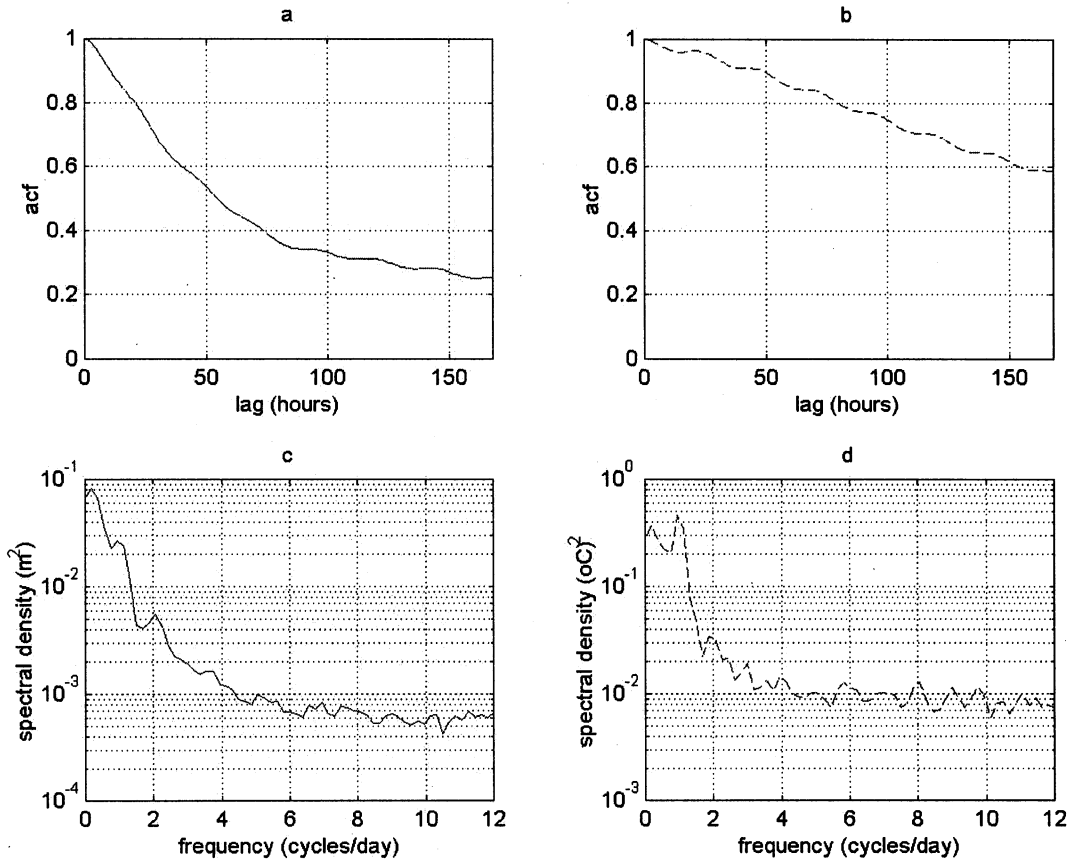 a
1
0.8
0.6
0.4
0.2
0
acf
0 50 100 150
lag (hours)
b
1
0.8
0.6
0.4
0.2
0
acf
0 50 100 150
lag (hours)
c
10^-1
10^-2
10^-3
10^-4
spectral density (m^2)
0 2 4 6 8 10 12
frequency (cycles/day)
d
10^0
10^-1
10^-2
10^-3
spectral density (oC)^2
0 2 4 6 8 10 12
frequency (cycles/day)